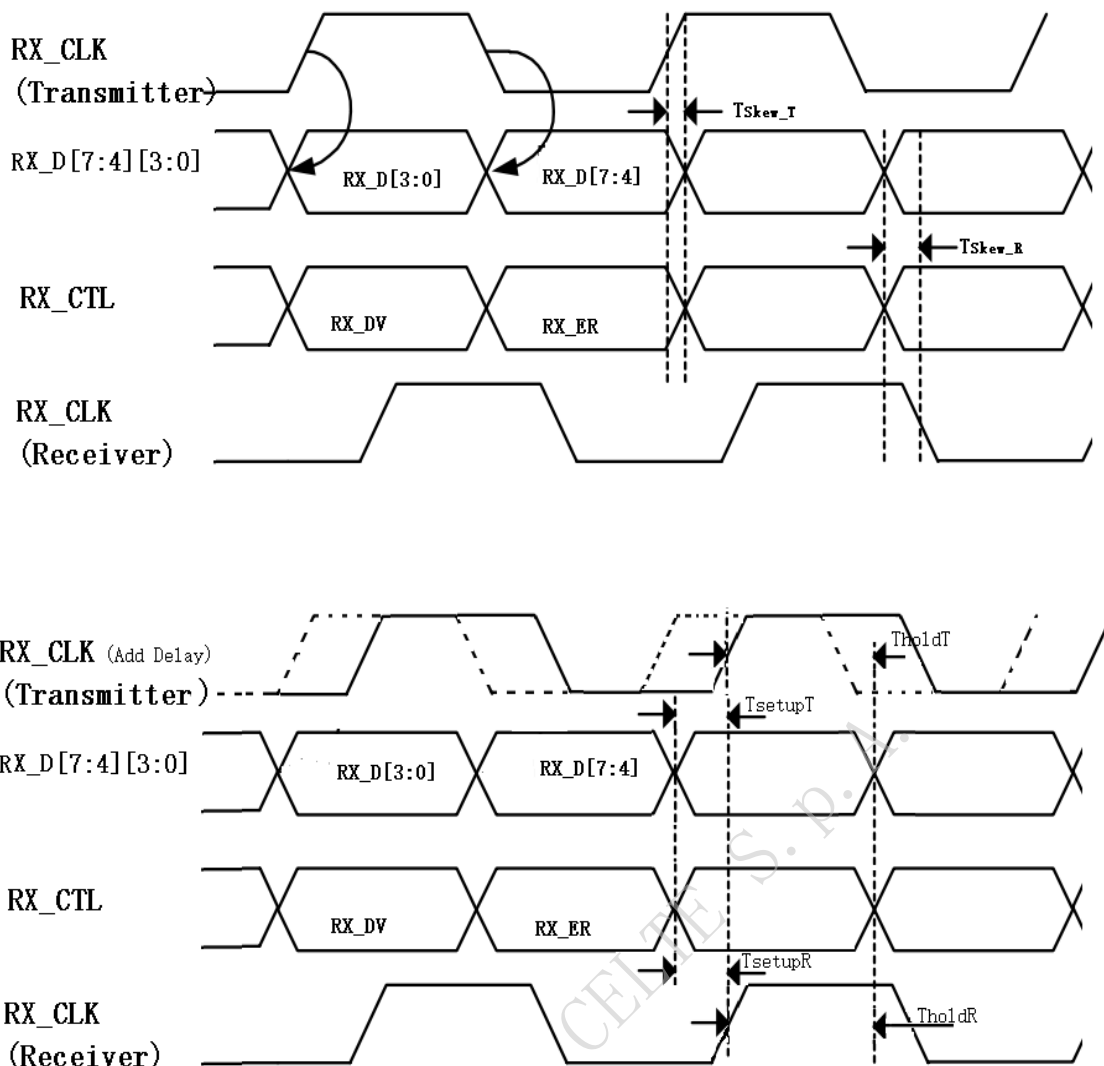 RX_CLK
(Transmitter)
TSkew_T
RX_D[7:4][3:0]
RX_D[3:0]
RX_D[7:4]
TSkew_R
RX_CTL
RX_DV
RX_ER
RX_CLK
(Receiver)
RX_CLK (Add Delay)
(Transmitter)
TholdT
TsetupT
RX_D[7:4][3:0]
RX_D[3:0]
RX_D[7:4]
RX_CTL
RX_DV
RX_ER
TsetupR
RX_CLK
(Receiver)
TholdR
CELTE S. p. A.